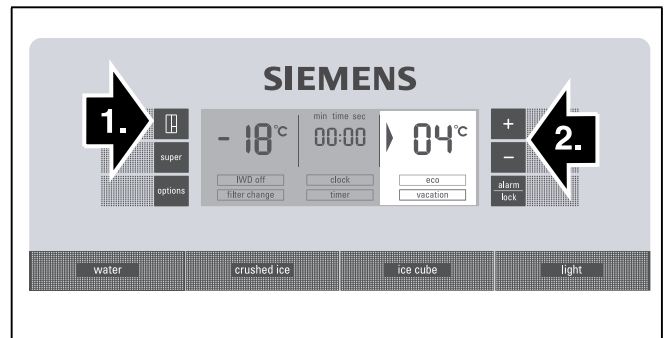 SIEMENS
1.
super
options
min time sec
- 18°C
00:00
04°C
IWD off
clock
eco
filter change
timer
vacation
+
-
alarm
lock
2.
water
crushed ice
ice cube
light